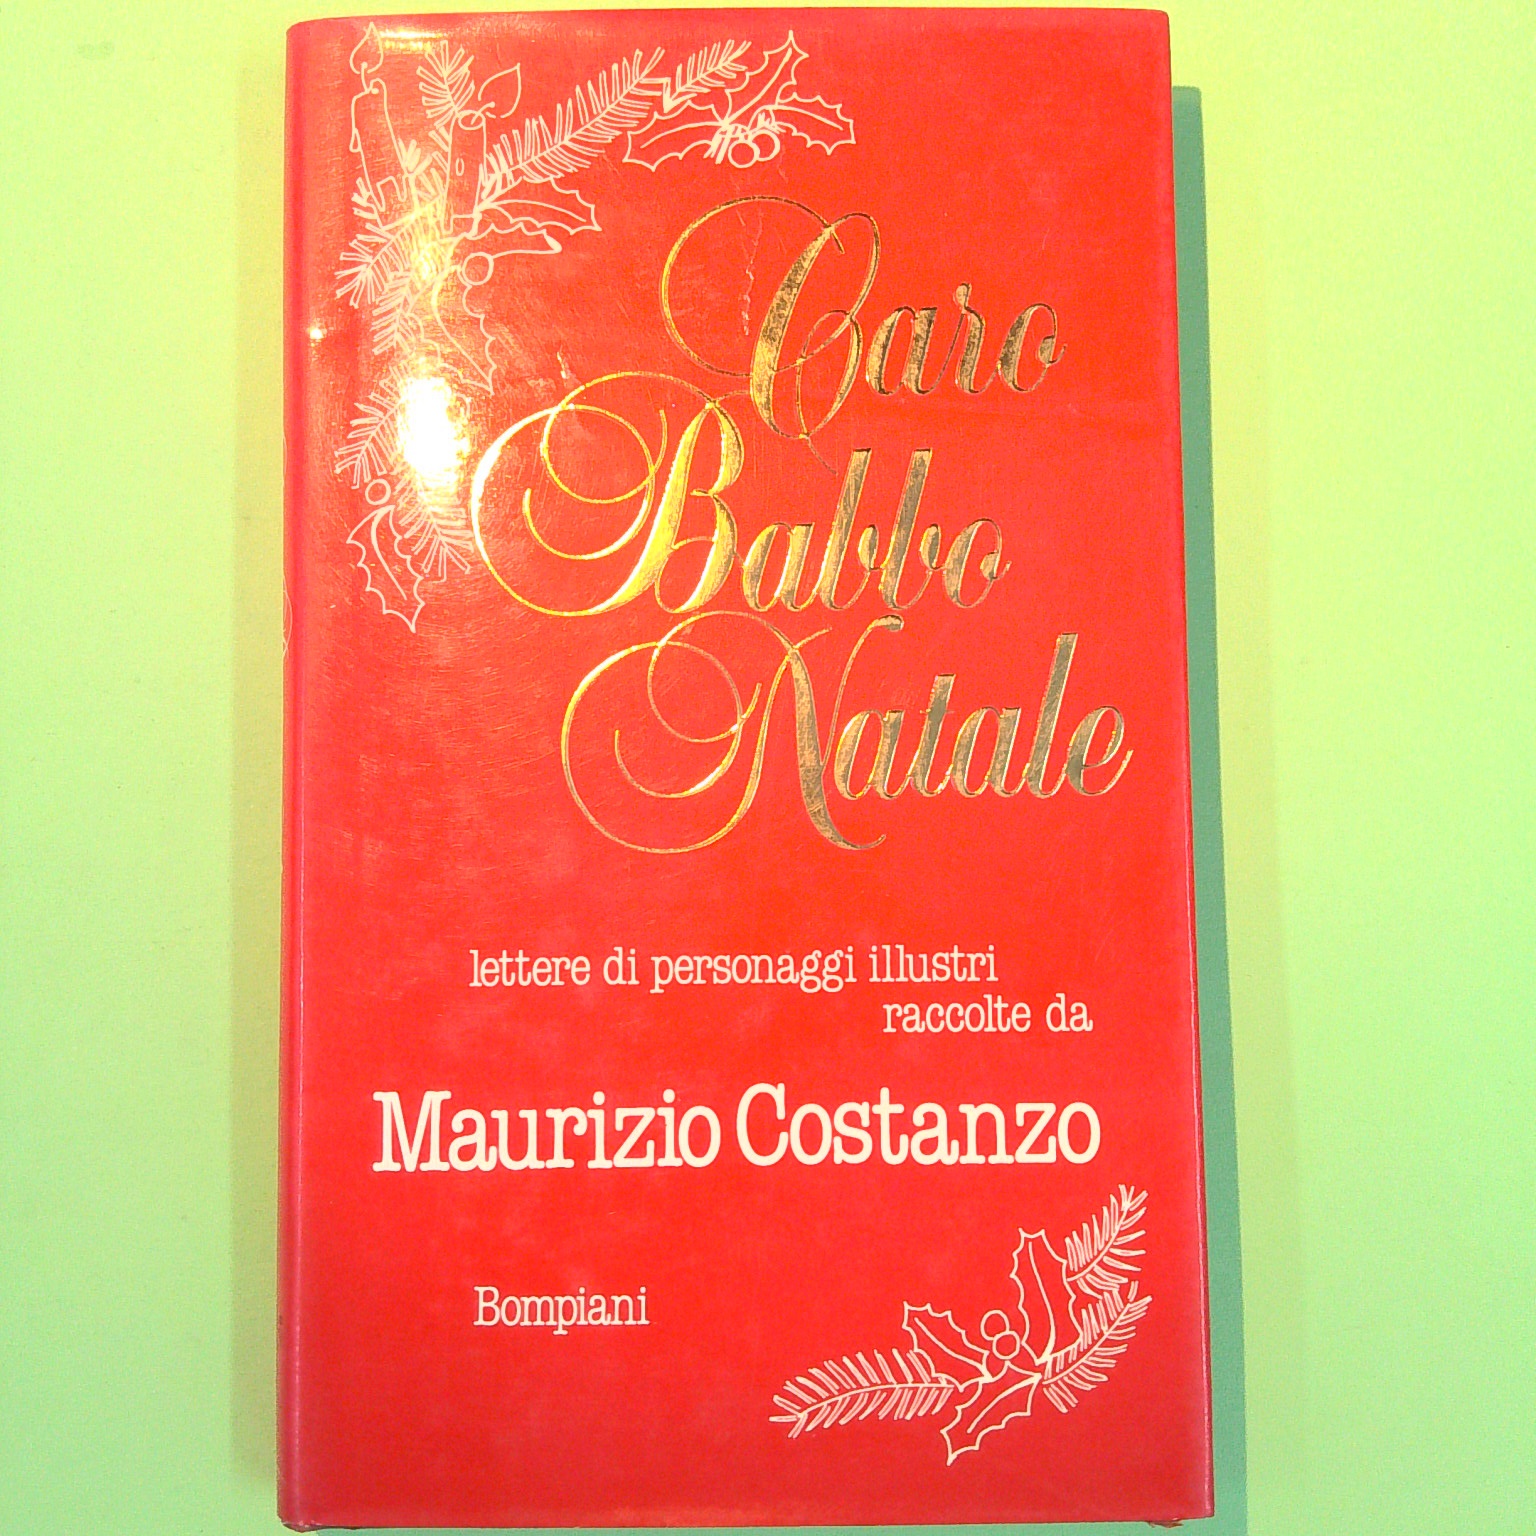 Caro
Babbo
Natale
lettere di personaggi illustri
raccolte da
Maurizio Costanzo
Bompiani